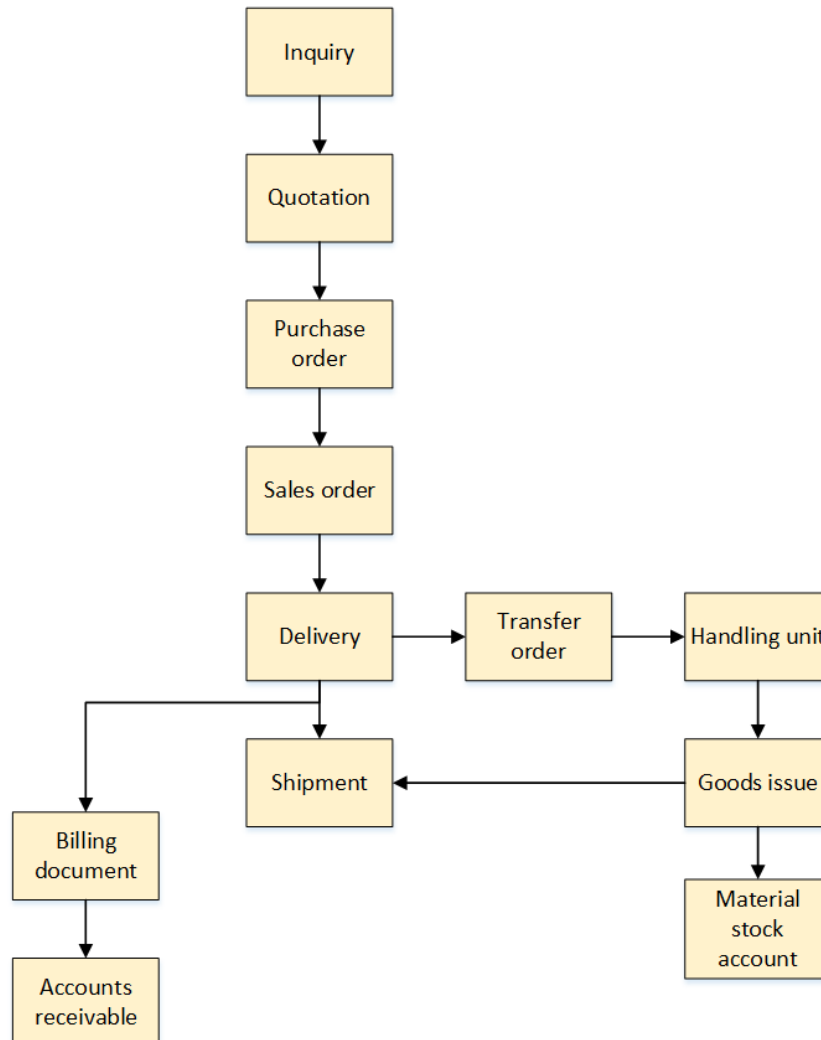 Inquiry
Quotation
Purchase
order
Sales order
Delivery
Transfer
order
Handling unit
Shipment
Goods issue
Billing
document
Material
stock
account
Accounts
receivable